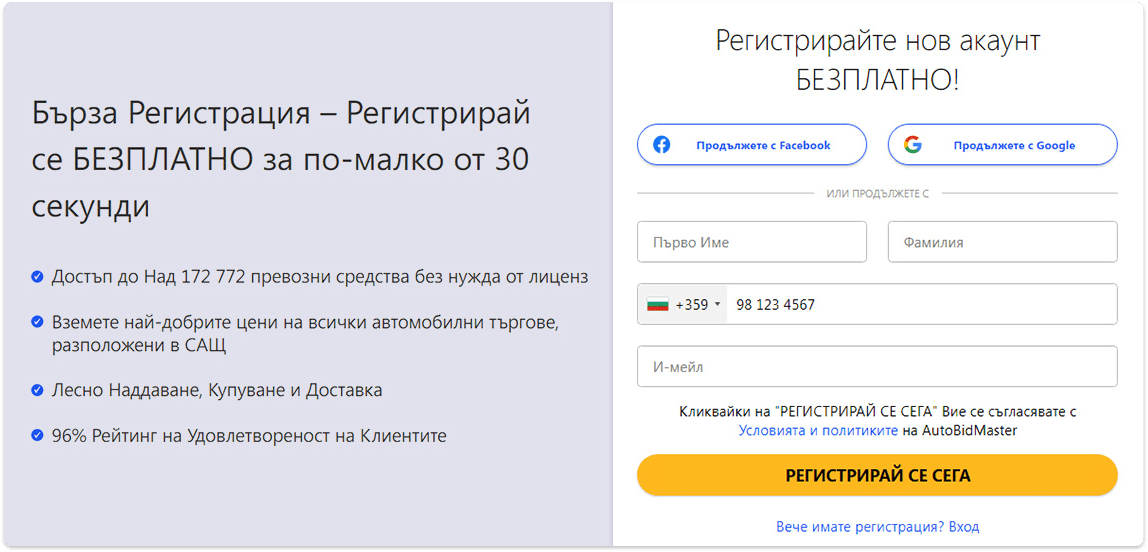 Бърза Регистрация – Регистрирай
се БЕЗПЛАТНО за по-малко от 30
секунди
Достъп до Над 172 772 превозни средства без нужда от лиценз
Вземете най-добрите цени на всички автомобилни търгове,
разположени в САЩ
Лесно Наддаване, Купуване и Доставка
96% Рейтинг на Удовлетвореност на Клиентите
Регистрирайте нов акаунт
БЕЗПЛАТНО!
Продължете с Facebook
Продължете с Google
ИЛИ ПРОДЪЛЖЕТЕ С
Първо Име
Фамилия
+359 98 123 4567
И-мейл
Кликвайки на "РЕГИСТРИРАЙ СЕ СЕГА" Вие се съгласявате с
Условията и политиките на AutoBidMaster
РЕГИСТРИРАЙ СЕ СЕГА
Вече имате регистрация? Вход